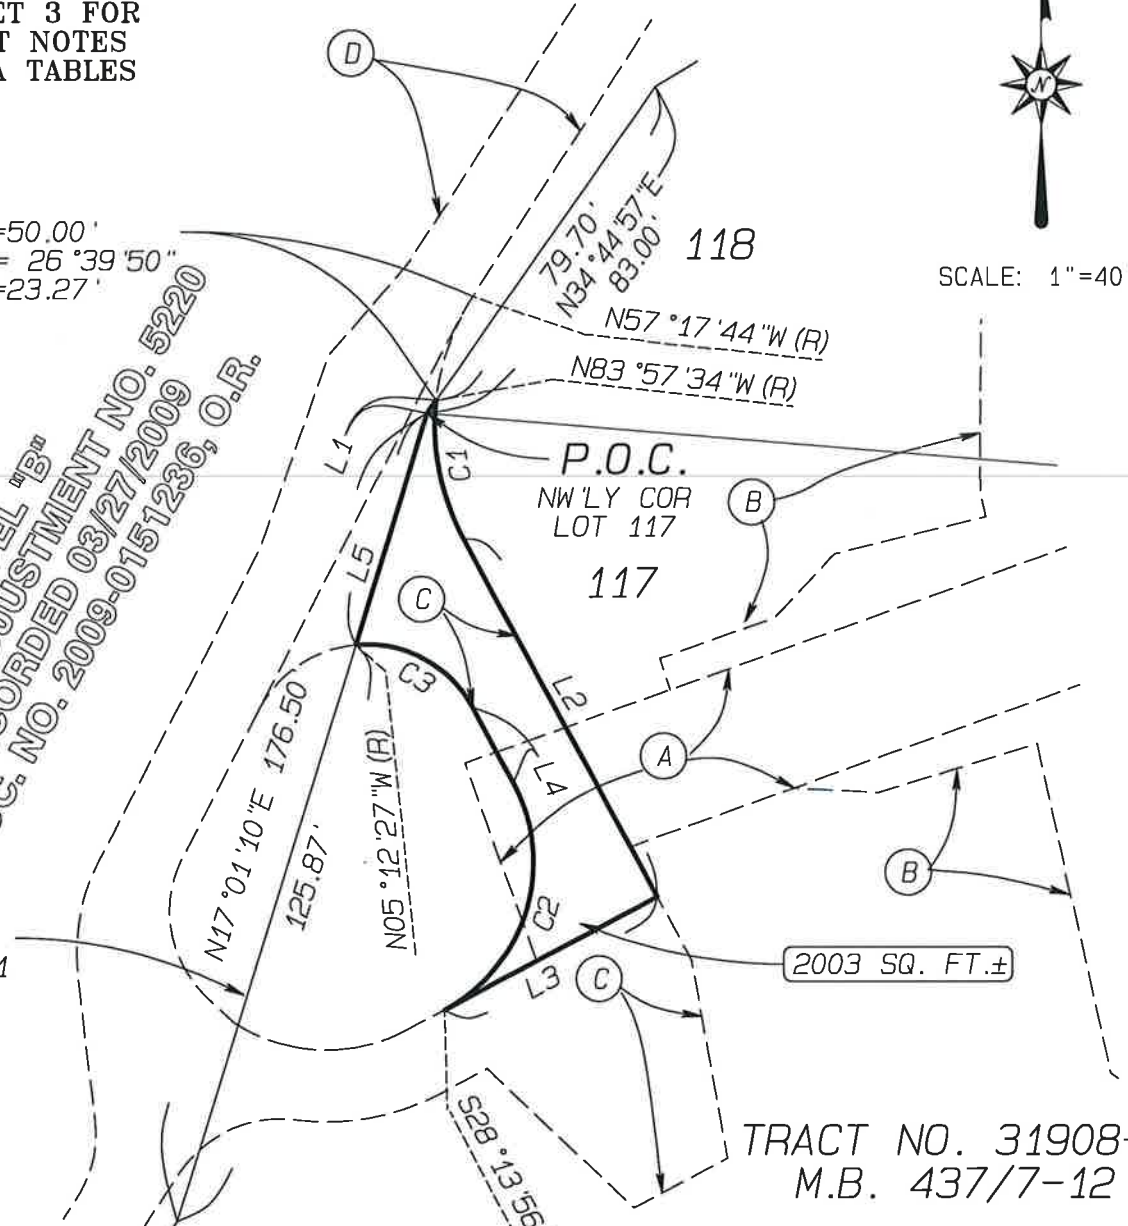 ET 3 FOR
T NOTES
A TABLES
D
=50.00'
= 26°39'50"
=23.27'
79.70'
N34°44'57"E
83.00'
118
N
SCALE: 1"=40
N57°17'44"W (R)
N83°57'34"W (R)
L1
C1
P.O.C.
NW'LY COR
LOT 117
B
EL "B"
JUSTMENT NO. 5220
CORDED 03/27/2009
C. NO. 2009-0151236, O.R.
L5
C
117
C3
L2
N17°01'10"E 176.50
125.87'
N05°12'27"W (R)
L4
A
B
C2
L3
C
2003 SQ. FT.±
S28°13'56
TRACT NO. 31908-
M.B. 437/7-12